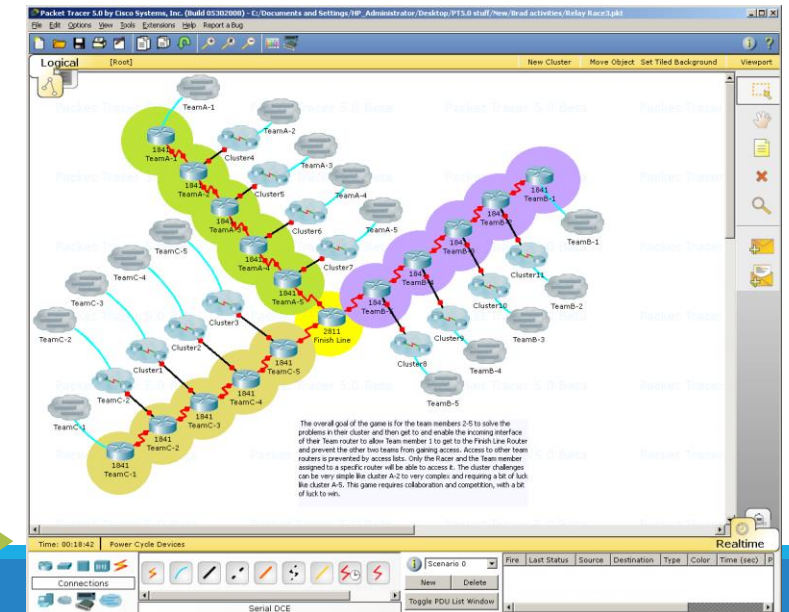 Packet Tracer 5.0 by Cisco Systems, Inc. (Build 05302008) - C:/Documents and Settings/HP_Administrator/Desktop/PT5.0 stuff/New/Brad activities/Relay Race3.pkt
File Edit Options View Tools Extensions Help Report a Bug
Logical [Root] New Cluster Move Object Set Tiled Background Viewport
TeamA-1
1841
TeamA-1
TeamA-2
Cluster4
1841
TeamA-2
TeamA-3
Cluster5
1841
TeamA-3
TeamA-4
Cluster6
1841
TeamA-4
TeamA-5
Cluster7
1841
TeamA-5
1841
TeamB-1
TeamB-1
1841
Cluster11
TeamB-2
1841
Cluster10
TeamB-3
1841
Cluster9
TeamB-4
1841
Cluster8
TeamB-5
2811
Finish Line
TeamC-5
TeamC-4
TeamC-3
TeamC-2
Cluster3
Cluster2
Cluster1
TeamC-2
TeamC-1
1841
TeamC-5
1841
TeamC-4
1841
TeamC-3
1841
TeamC-2
1841
TeamC-1
The overall goal of the game is for the team members 2-5 to solve the
problems in their cluster and then get to and enable the incoming interface
of their Team router to allow Team member 1 to get to the Finish Line Router
and prevent the other two teams from gaining access. Access to other team
routers is prevented by access lists. Only the Racer and the Team member
assigned to a specific router will be able to access it. The cluster challenges
can be very simple like cluster A-2 to very complex and requiring a bit of luck
like cluster A-5. This game requires collaboration and competition, with a bit
of luck to win.
Time: 00:18:42 Power Cycle Devices Realtime
Connections
Serial DCE
Scenario 0
New Delete
Toggle PDU List Window
Fire Last Status Source Destination Type Color Time (sec) P